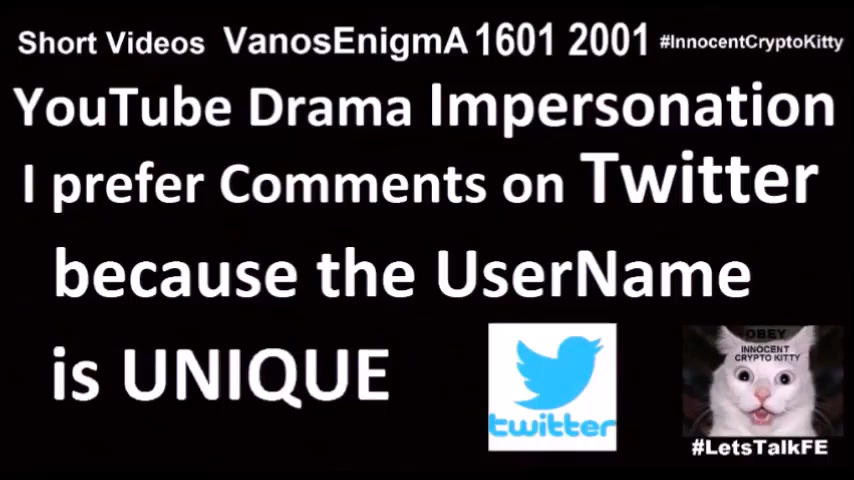 Short Videos VanosEnigmA 1601 2001 #InnocentCryptoKitty
YouTube Drama Impersonation
I prefer Comments on Twitter
because the UserName
is UNIQUE
twitter
OBEY
INNOCENT
CRYPTO KITTY
#LetsTalkFE